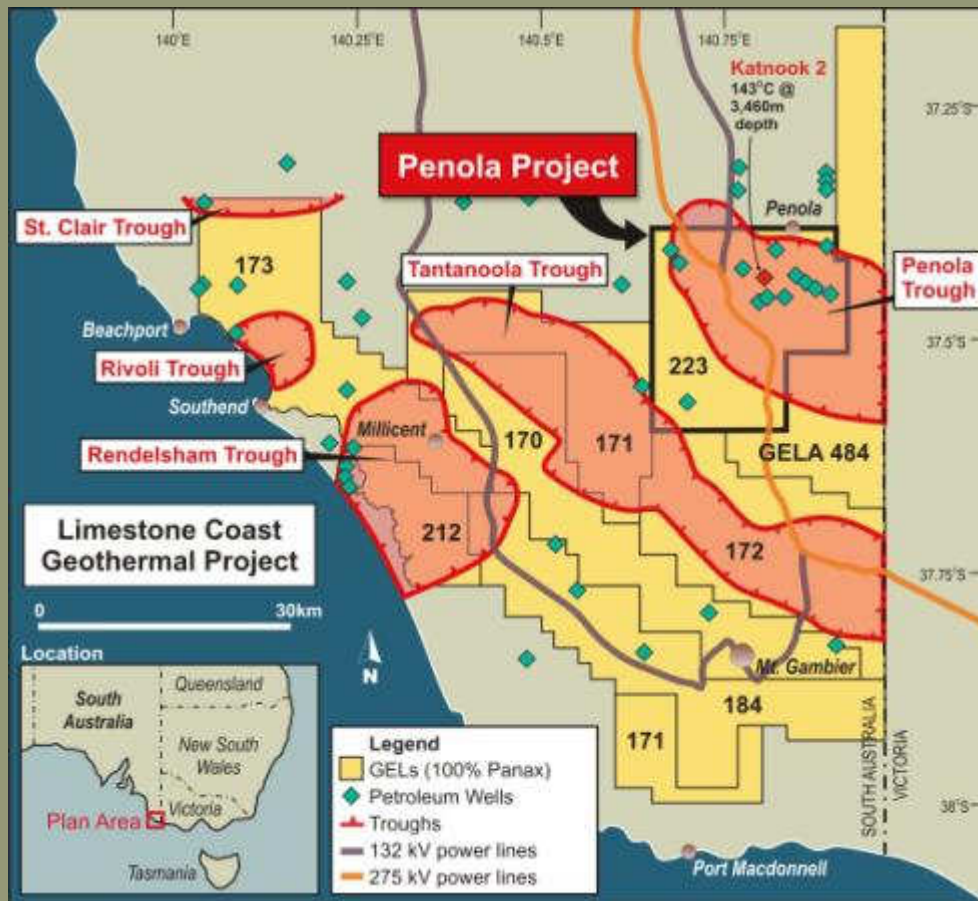 140°E
140.25°E
140.5°E
140.75°E
Katnook 2
143°C @
3,460m
depth
37.25°S
Penola Project
Penola
St. Clair Trough
173
Tantanoola Trough
Penola
Trough
Beachport
37.5°S
Rivoli Trough
223
Southend
Millicent
170
171
GELA 484
Rendelsham Trough
Limestone Coast
Geothermal Project
212
172
37.75°S
0
30km
N
Mt. Gambier
Location
South
Australia
Queensland
New South
Wales
Victoria
Plan Area
Tasmania
184
171
Legend
GELs (100% Panax)
Petroleum Wells
Troughs
132 kV power lines
275 kV power lines
SOUTH AUSTRALIA
VICTORIA
38°S
Port Macdonnell